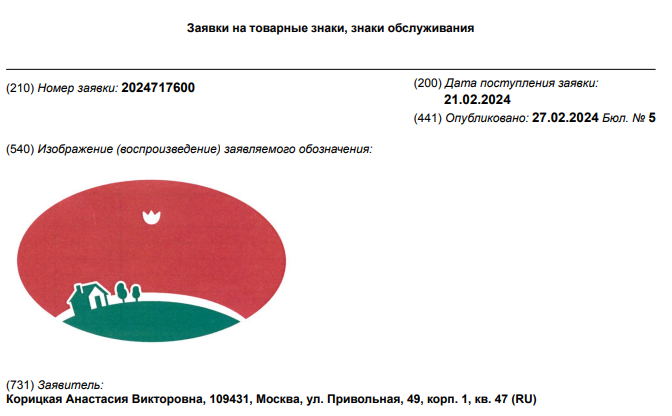 Заявки на товарные знаки, знаки обслуживания
(210) Номер заявки: 2024717600
(200) Дата поступления заявки:
21.02.2024
(441) Опубликовано: 27.02.2024 Бюл. № 5
(540) Изображение (воспроизведение) заявляемого обозначения:
(731) Заявитель:
Корицкая Анастасия Викторовна, 109431, Москва, ул. Привольная, 49, корп. 1, кв. 47 (RU)